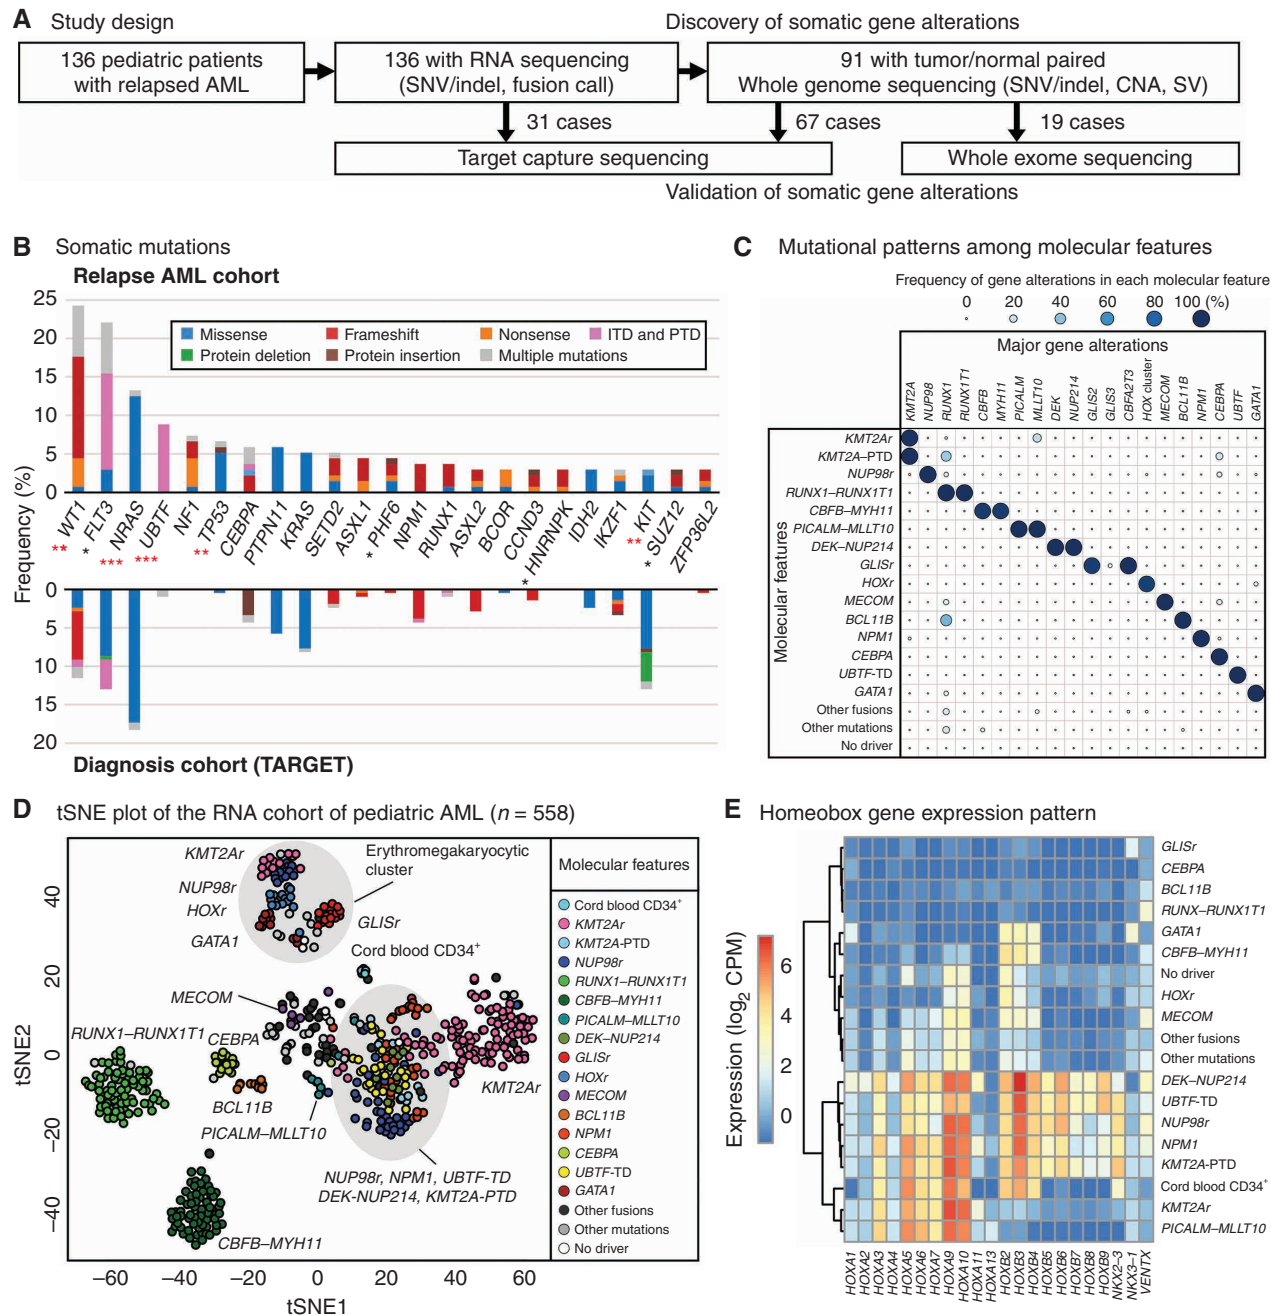 A Study design
Discovery of somatic gene alterations
136 pediatric patients
with relapsed AML
136 with RNA sequencing
(SNV/indel, fusion call)
91 with tumor/normal paired
Whole genome sequencing (SNV/indel, CNA, SV)
31 cases
67 cases
19 cases
Target capture sequencing
Whole exome sequencing
Validation of somatic gene alterations
B Somatic mutations
Relapse AML cohort
Frequency (%)
25
20
15
10
5
0
Missense
Frameshift
Nonsense
ITD and PTD
Protein deletion
Protein insertion
Multiple mutations
** WT1
* FLT3
*** NRAS
*** UBTF
NF1
** TP53
CEBPA
PTPN11
KRAS
SETD2
ASXL1
* PHF6
NPM1
RUNX1
ASXL2
BCOR
CCND3
* HNRNPK
IDH2
IKZF1
** KIT
* SUZ12
ZFP36L2
0
5
10
15
20
Diagnosis cohort (TARGET)
C Mutational patterns among molecular features
Frequency of gene alterations in each molecular feature
0 20 40 60 80 100 (%)
Major gene alterations
KMT2A
NUP98
RUNX1
RUNX1T1
CBFB
MYH11
PICALM
MLLT10
DEK
NUP214
GLIS2
GLIS3
CBFA2T3
HOX cluster
MECOM
BCL11B
NPM1
CEBPA
UBTF
GATA1
Molecular features
KMT2Ar
KMT2A–PTD
NUP98r
RUNX1–RUNX1T1
CBFB–MYH11
PICALM–MLLT10
DEK–NUP214
GLISr
HOXr
MECOM
BCL11B
NPM1
CEBPA
UBTF-TD
GATA1
Other fusions
Other mutations
No driver
D tSNE plot of the RNA cohort of pediatric AML (n = 558)
tSNE2
40
20
0
−20
−40
−60 −40 −20 0 20 40 60
tSNE1
KMT2Ar
NUP98r
HOXr
GATA1
Erythromegakaryocytic
cluster
GLISr
Cord blood CD34+
MECOM
RUNX1–RUNX1T1
CEBPA
BCL11B
PICALM–MLLT10
KMT2Ar
NUP98r, NPM1, UBTF-TD
DEK-NUP214, KMT2A-PTD
CBFB–MYH11
Molecular features
Cord blood CD34+
KMT2Ar
KMT2A-PTD
NUP98r
RUNX1–RUNX1T1
CBFB–MYH11
PICALM–MLLT10
DEK–NUP214
GLISr
HOXr
MECOM
BCL11B
NPM1
CEBPA
UBTF-TD
GATA1
Other fusions
Other mutations
No driver
E Homeobox gene expression pattern
Expression (log2 CPM)
6
4
2
0
GLISr
CEBPA
BCL11B
RUNX–RUNX1T1
GATA1
CBFB–MYH11
No driver
HOXr
MECOM
Other fusions
Other mutations
DEK–NUP214
UBTF-TD
NUP98r
NPM1
KMT2A-PTD
Cord blood CD34+
KMT2Ar
PICALM–MLLT10
HOXA1
HOXA2
HOXA3
HOXA4
HOXA5
HOXA6
HOXA7
HOXA9
HOXA10
HOXA11
HOXA13
HOXB2
HOXB3
HOXB4
HOXB5
HOXB6
HOXB7
HOXB8
HOXB9
NKX2–3
NKX3–1
VENTX